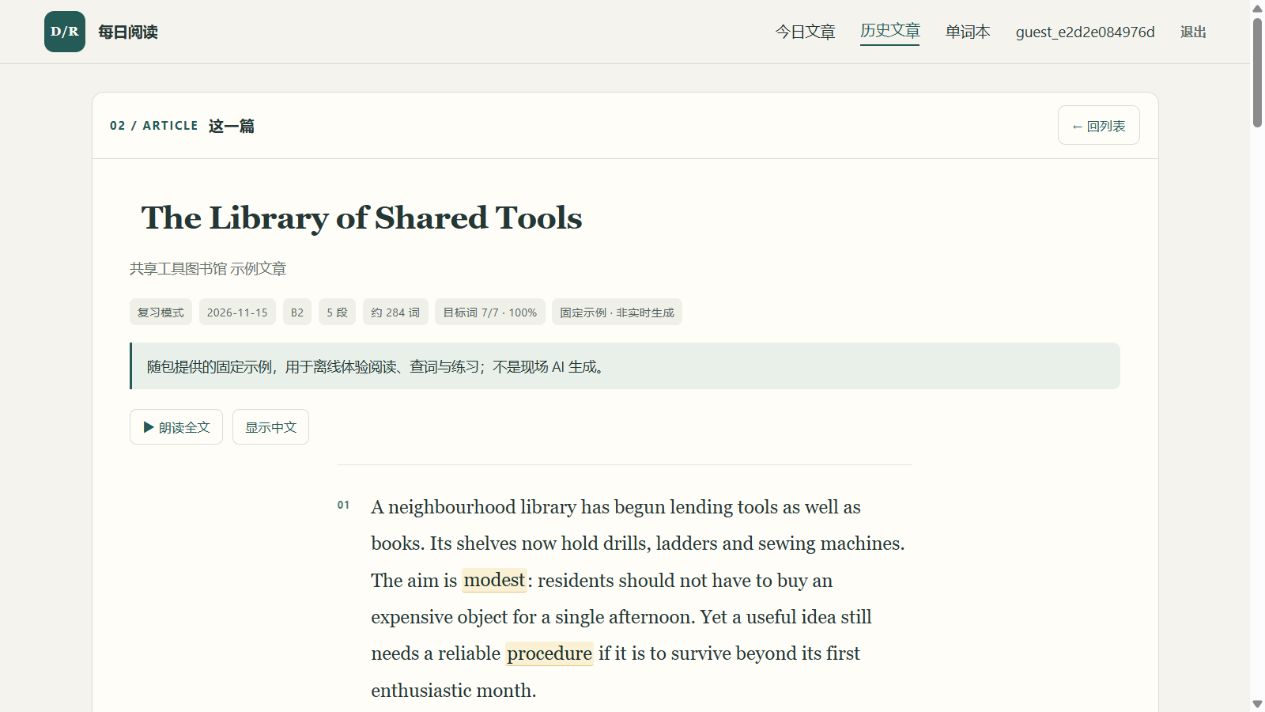 D/R 每日阅读 今日文章 历史文章 单词本 guest_e2d2e084976d 退出
02 / ARTICLE 这一篇 ← 回列表
The Library of Shared Tools
共享工具图书馆 示例文章
复习模式 2026-11-15 B2 5 段 约 284 词 目标词 7/7 · 100% 固定示例 · 非实时生成
随包提供的固定示例，用于离线体验阅读、查词与练习；不是现场 AI 生成。
▶ 朗读全文 显示中文
01 A neighbourhood library has begun lending tools as well as
books. Its shelves now hold drills, ladders and sewing machines.
The aim is modest: residents should not have to buy an
expensive object for a single afternoon. Yet a useful idea still
needs a reliable procedure if it is to survive beyond its first
enthusiastic month.